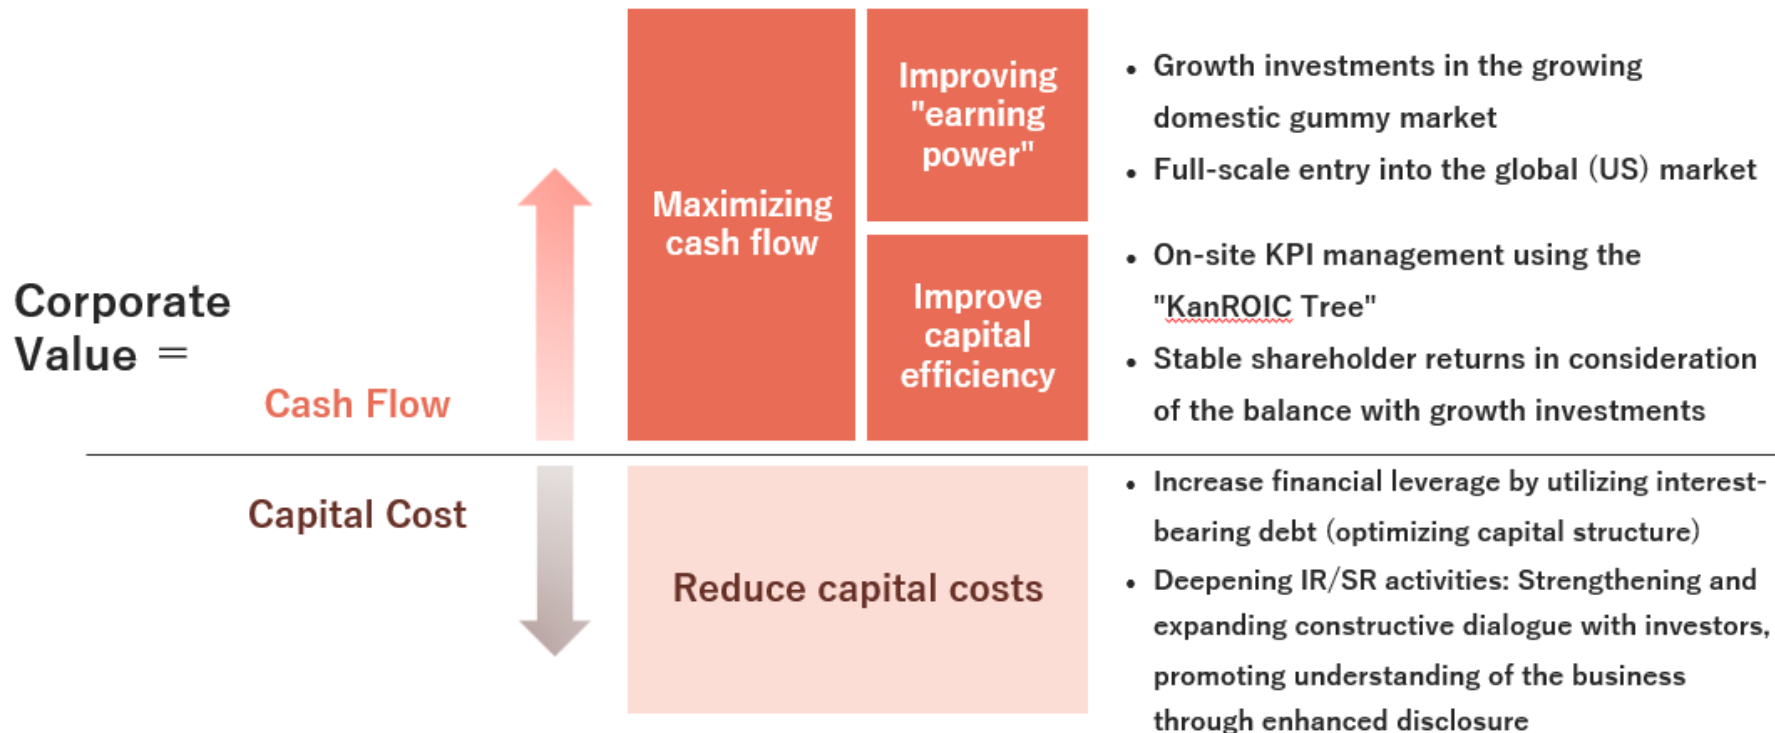 Corporate
Value ＝
Cash Flow
Capital Cost
Maximizing
cash flow
Improving
"earning
power"
Improve
capital
efficiency
Reduce capital costs
• Growth investments in the growing
domestic gummy market
• Full-scale entry into the global (US) market
• On-site KPI management using the
"KanROIC Tree"
• Stable shareholder returns in consideration
of the balance with growth investments
• Increase financial leverage by utilizing interest-
bearing debt (optimizing capital structure)
• Deepening IR/SR activities: Strengthening and
expanding constructive dialogue with investors,
promoting understanding of the business
through enhanced disclosure